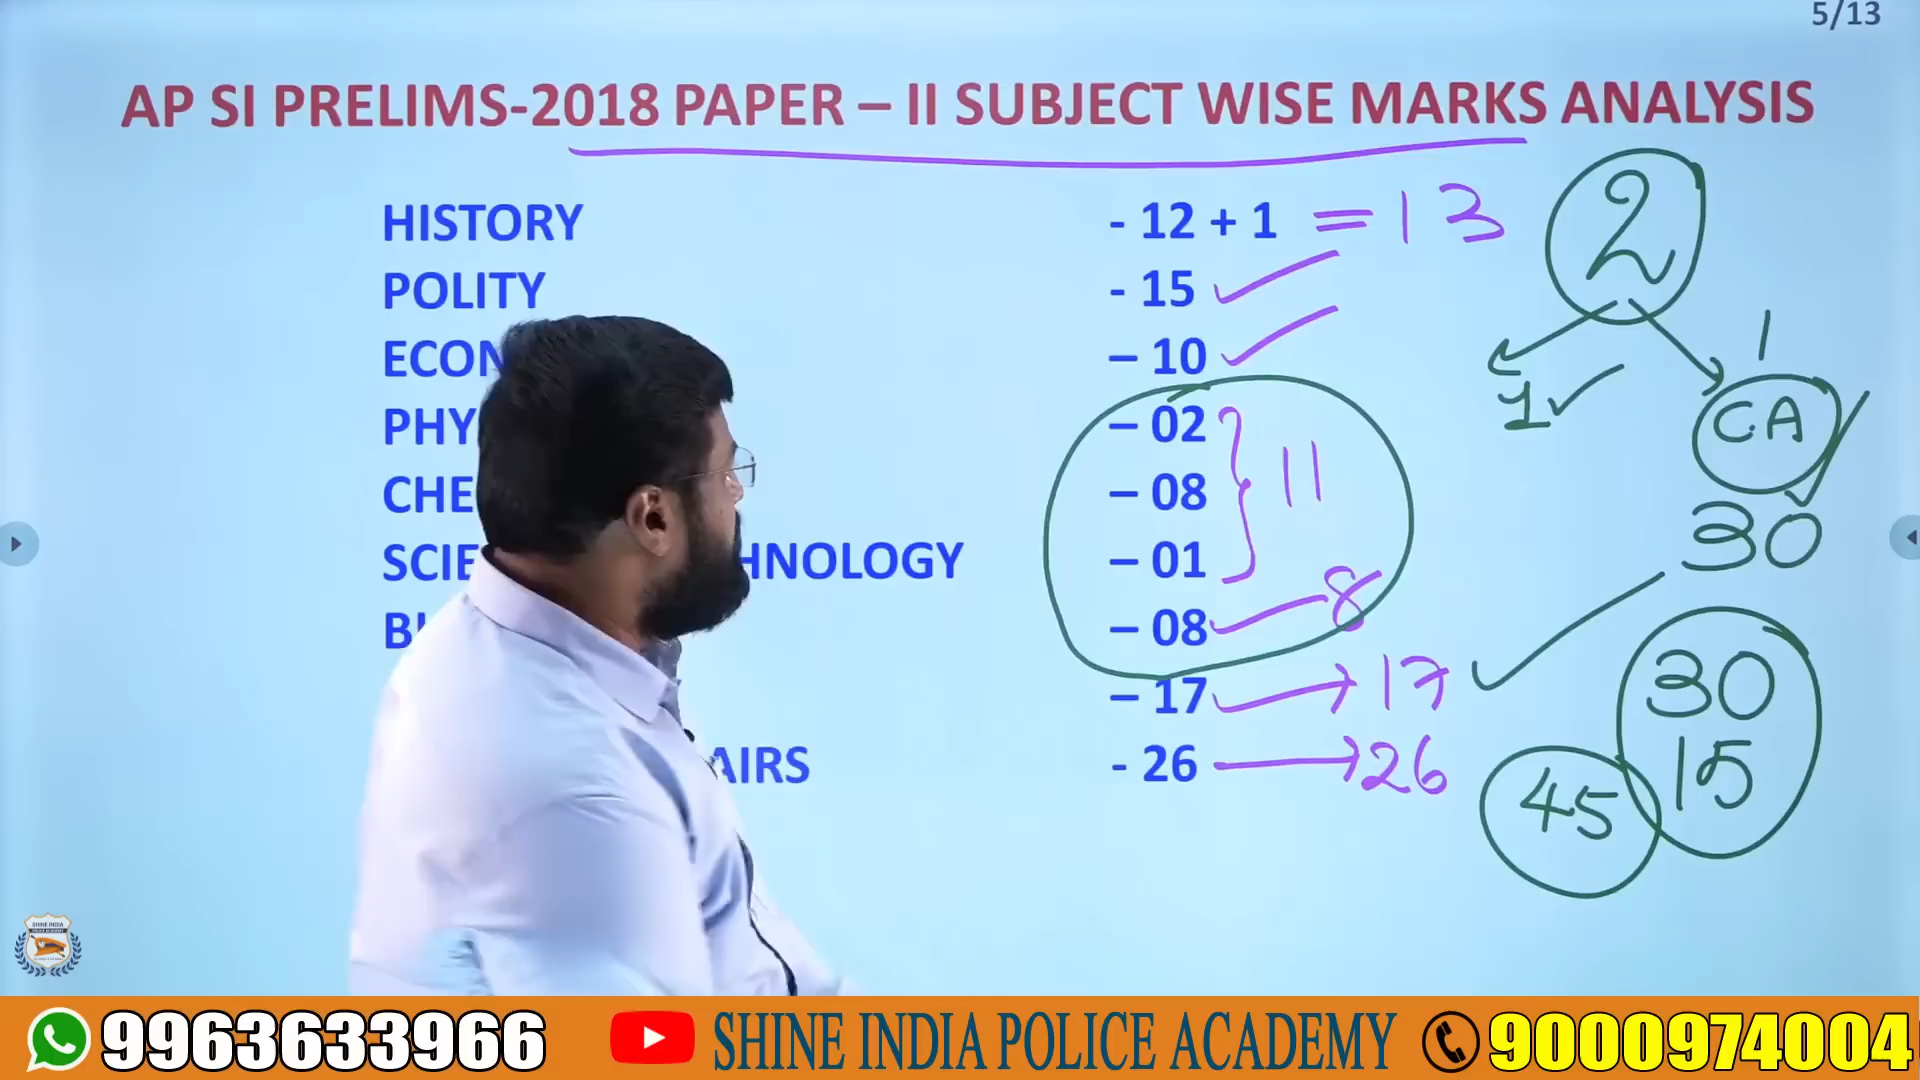 5/13
AP SI PRELIMS-2018 PAPER – II SUBJECT WISE MARKS ANALYSIS
HISTORY - 12 + 1 = 13
POLITY - 15
ECON – 10
PHY – 02
CHE – 08 11
SCIE HNOLOGY – 01
– 08 8
– 17 17
AIRS - 26 26
2
1
1
CA
30
30
15
45
SHINE INDIA
9963633966 SHINE INDIA POLICE ACADEMY 9000974004